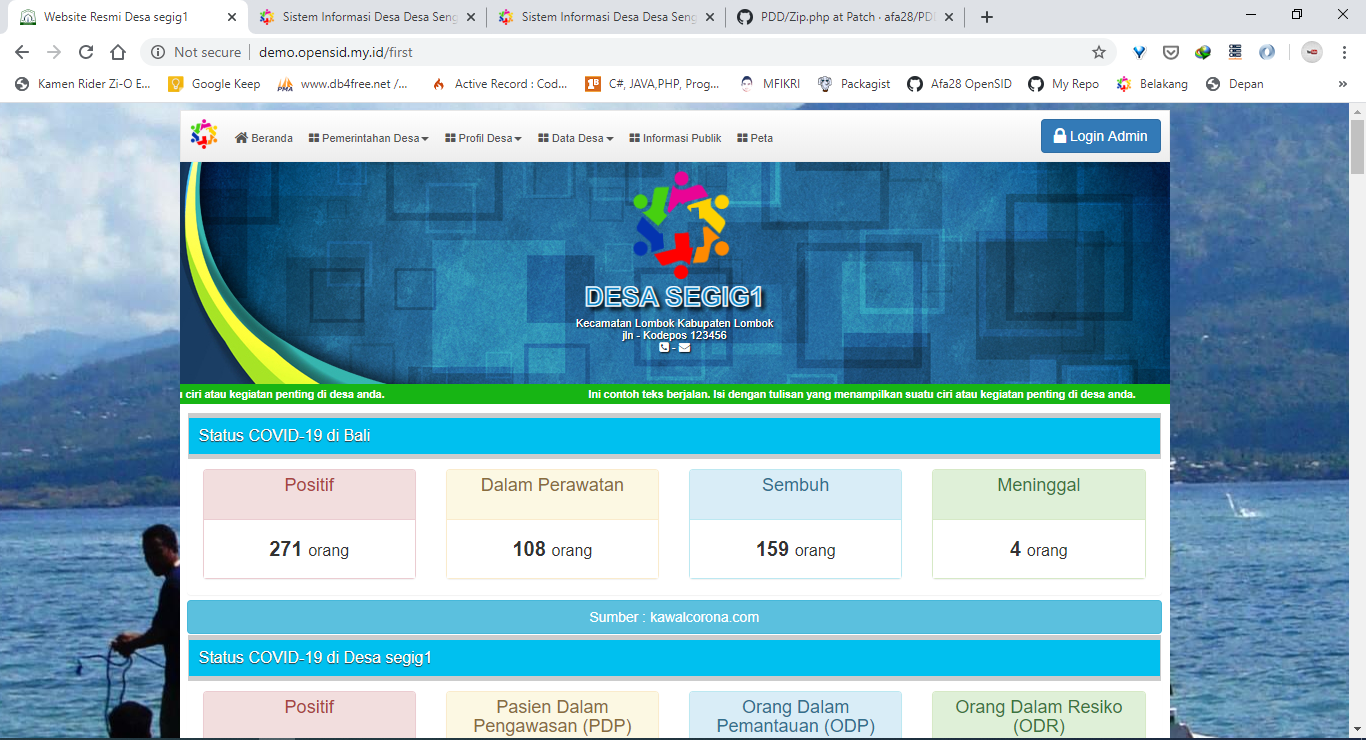 Website Resmi Desa segig1
Sistem Informasi Desa Desa Seng
Sistem Informasi Desa Desa Seng
PDD/Zip.php at Patch · afa28/PD
Not secure
demo.opensid.my.id/first
Kamen Rider Zi-O E...
Google Keep
PMA
www.db4free.net /...
Active Record : Cod...
C#, JAVA,PHP, Prog...
MFIKRI
Packagist
Afa28 OpenSID
My Repo
Belakang
Depan
»
Beranda
Pemerintahan Desa
Profil Desa
Data Desa
Informasi Publik
Peta
Login Admin
DESA SEGIG1
Kecamatan Lombok Kabupaten Lombok
jln - Kodepos 123456
-
u ciri atau kegiatan penting di desa anda.
Ini contoh teks berjalan. Isi dengan tulisan yang menampilkan suatu ciri atau kegiatan penting di desa anda.
Status COVID-19 di Bali
Positif
271 orang
Dalam Perawatan
108 orang
Sembuh
159 orang
Meninggal
4 orang
Sumber : kawalcorona.com
Status COVID-19 di Desa segig1
Positif
Pasien Dalam
Pengawasan (PDP)
Orang Dalam
Pemantauan (ODP)
Orang Dalam Resiko
(ODR)